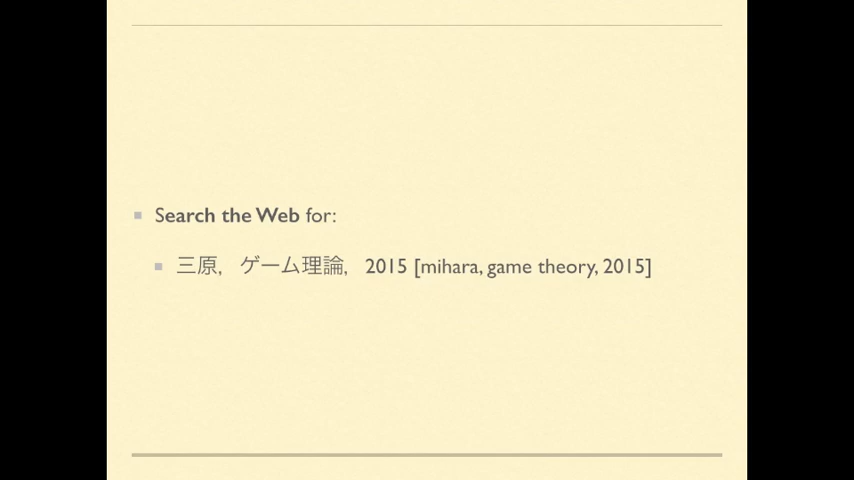 Search the Web for:
三原，ゲーム理論，2015 [mihara, game theory, 2015]